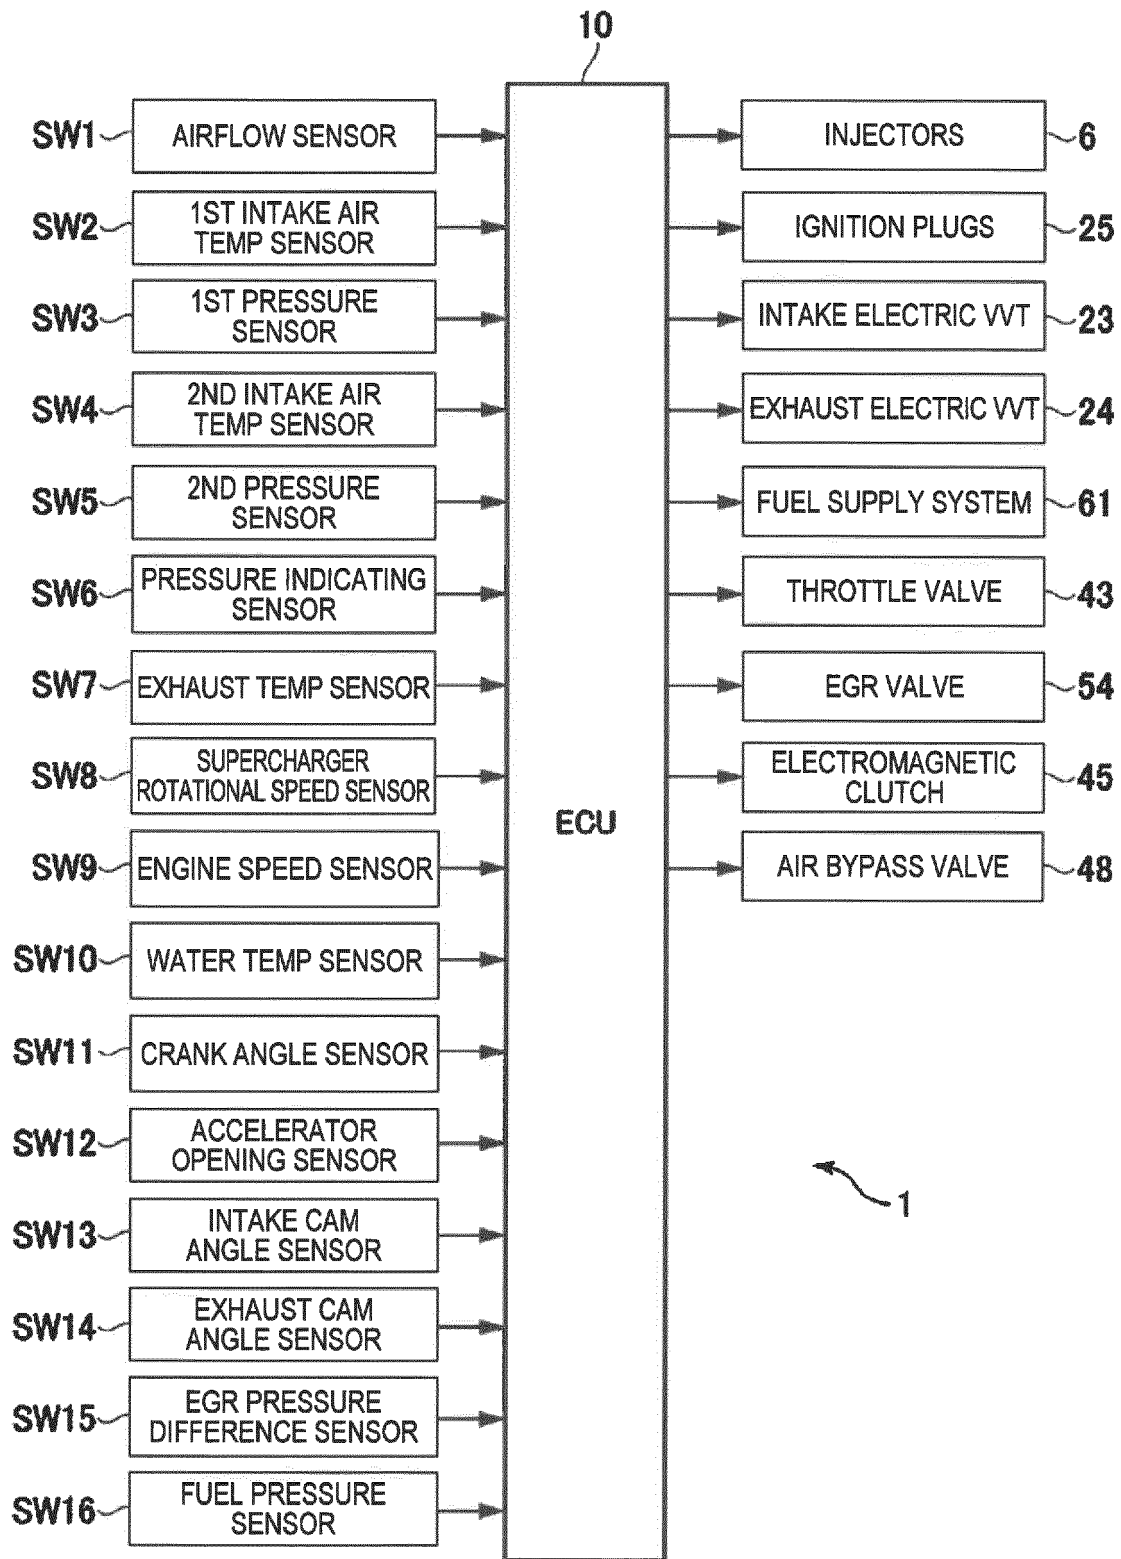 10
SW1
AIRFLOW SENSOR
SW2
1ST INTAKE AIR
TEMP SENSOR
SW3
1ST PRESSURE
SENSOR
SW4
2ND INTAKE AIR
TEMP SENSOR
SW5
2ND PRESSURE
SENSOR
SW6
PRESSURE INDICATING
SENSOR
SW7
EXHAUST TEMP SENSOR
SW8
SUPERCHARGER
ROTATIONAL SPEED SENSOR
SW9
ENGINE SPEED SENSOR
SW10
WATER TEMP SENSOR
SW11
CRANK ANGLE SENSOR
SW12
ACCELERATOR
OPENING SENSOR
SW13
INTAKE CAM
ANGLE SENSOR
SW14
EXHAUST CAM
ANGLE SENSOR
SW15
EGR PRESSURE
DIFFERENCE SENSOR
SW16
FUEL PRESSURE
SENSOR
ECU
INJECTORS
6
IGNITION PLUGS
25
INTAKE ELECTRIC VVT
23
EXHAUST ELECTRIC VVT
24
FUEL SUPPLY SYSTEM
61
THROTTLE VALVE
43
EGR VALVE
54
ELECTROMAGNETIC
CLUTCH
45
AIR BYPASS VALVE
48
1